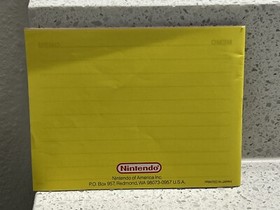 Nintendo
Nintendo of America Inc.
P.O. Box 957, Redmond, WA 98073-0957 U.S.A.
PRINTED IN JAPAN